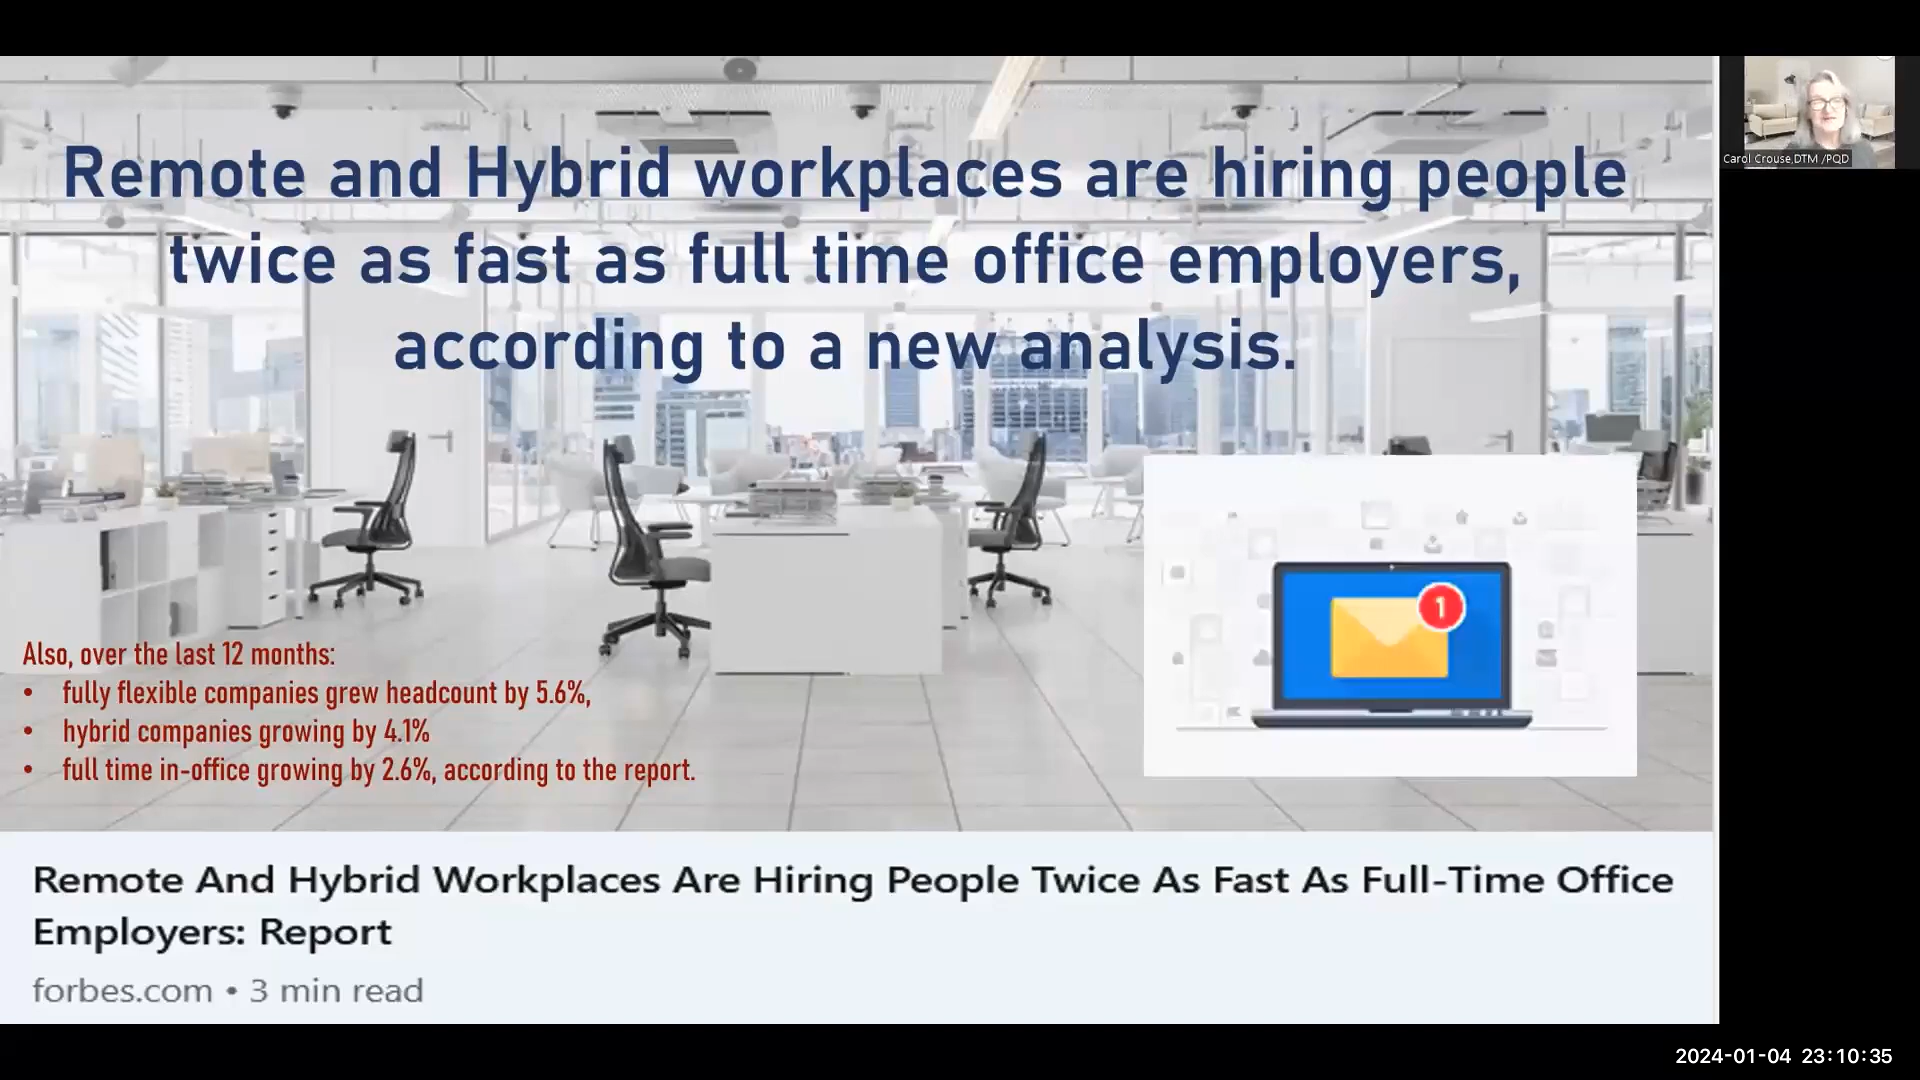 Remote and Hybrid workplaces are hiring people
twice as fast as full time office employers,
according to a new analysis.
Carol Crouse,DTM /PQD
1
Also, over the last 12 months:
• fully flexible companies grew headcount by 5.6%,
• hybrid companies growing by 4.1%
• full time in-office growing by 2.6%, according to the report.
Remote And Hybrid Workplaces Are Hiring People Twice As Fast As Full-Time Office
Employers: Report
forbes.com • 3 min read
2024-01-04 23:10:35